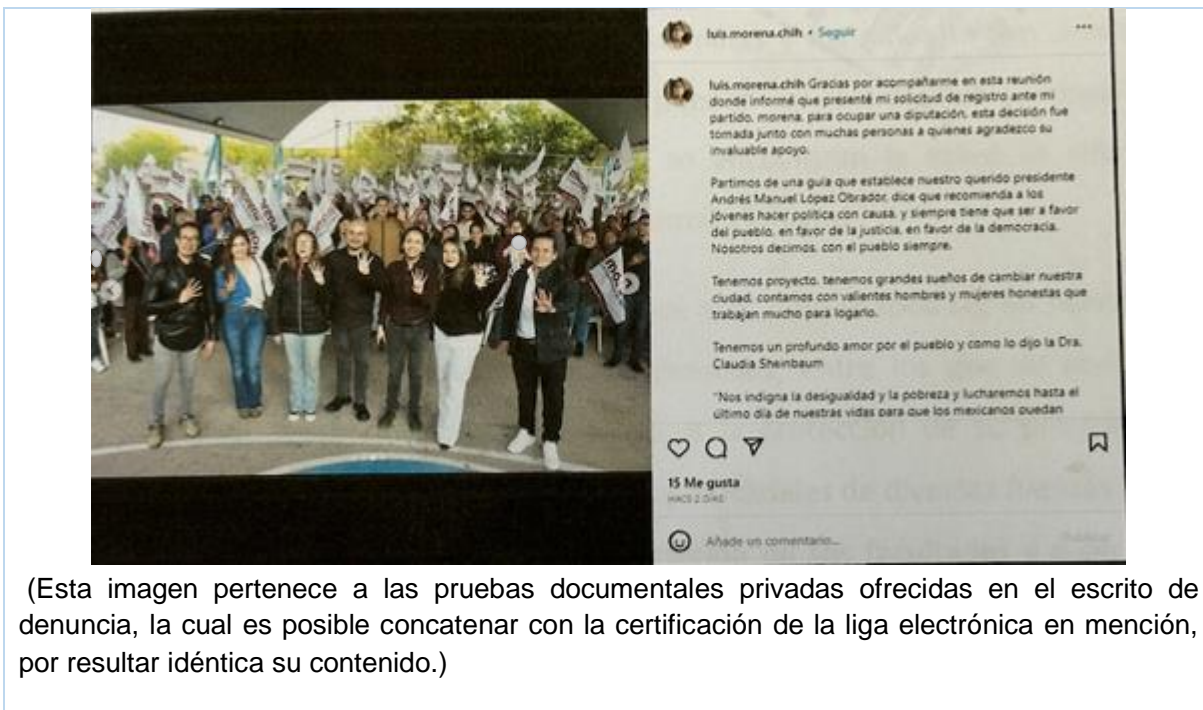 luis.morena.chih • Seguir
luis.morena.chih Gracias por acompañarme en esta reunión
donde informé que presenté mi solicitud de registro ante mi
partido, morena, para ocupar una diputación, esta decisión fue
tomada junto con muchas personas a quienes agradezco su
invaluable apoyo.
Partimos de una guía que establece nuestro querido presidente
Andrés Manuel López Obrador, dice que recomienda a los
jóvenes hacer política con causa, y siempre tiene que ser a favor
del pueblo, en favor de la justicia, en favor de la democracia.
Nosotros decimos, con el pueblo siempre.
Tenemos proyecto, tenemos grandes sueños de cambiar nuestra
ciudad, contamos con valientes hombres y mujeres honestas que
trabajan mucho para logarlo.
Tenemos un profundo amor por el pueblo y como lo dijo la Dra.
Claudia Sheinbaum
"Nos indigna la desigualdad y la pobreza y lucharemos hasta el
último día de nuestras vidas para que los mexicanos puedan
15 Me gusta
HACE 2 DÍAS
Añade un comentario...
(Esta imagen pertenece a las pruebas documentales privadas ofrecidas en el escrito de
denuncia, la cual es posible concatenar con la certificación de la liga electrónica en mención,
por resultar idéntica su contenido.)